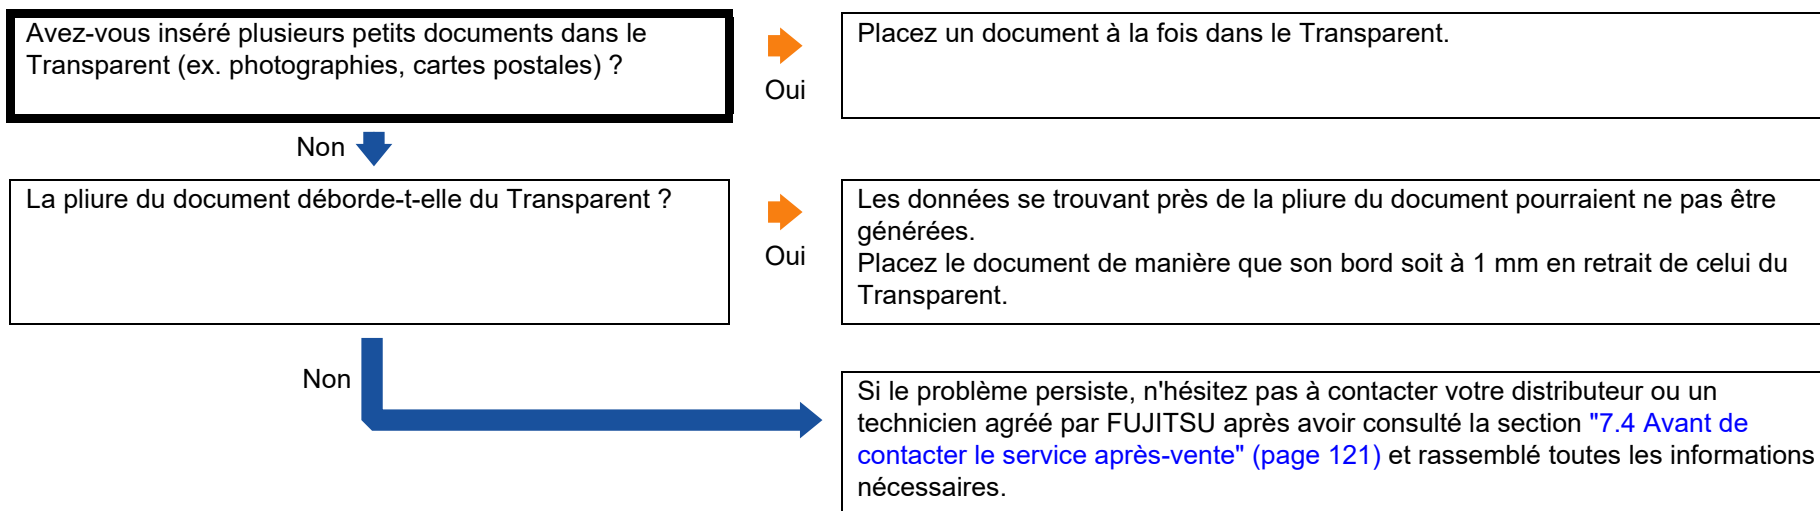 Avez-vous inséré plusieurs petits documents dans le
Transparent (ex. photographies, cartes postales) ?
Oui
Placez un document à la fois dans le Transparent.
Non
La pliure du document déborde-t-elle du Transparent ?
Oui
Les données se trouvant près de la pliure du document pourraient ne pas être
générées.
Placez le document de manière que son bord soit à 1 mm en retrait de celui du
Transparent.
Non
Si le problème persiste, n'hésitez pas à contacter votre distributeur ou un
technicien agréé par FUJITSU après avoir consulté la section "7.4 Avant de
contacter le service après-vente" (page 121) et rassemblé toutes les informations
nécessaires.